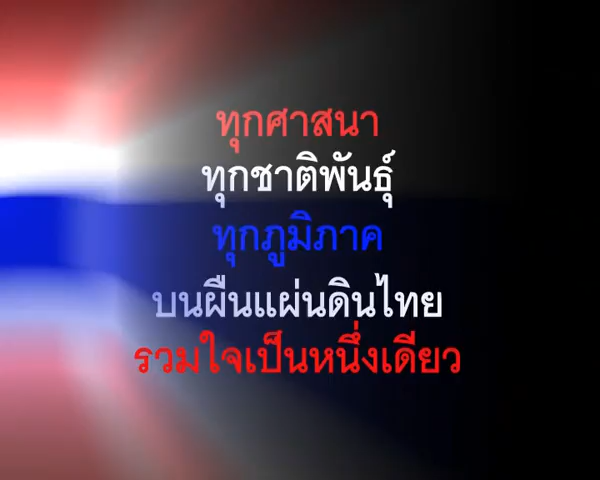 ทุกศาสนา
ทุกชาติพันธุ์
ทุกภูมิภาค
บนผืนแผ่นดินไทย
รวมใจเป็นหนึ่งเดียว